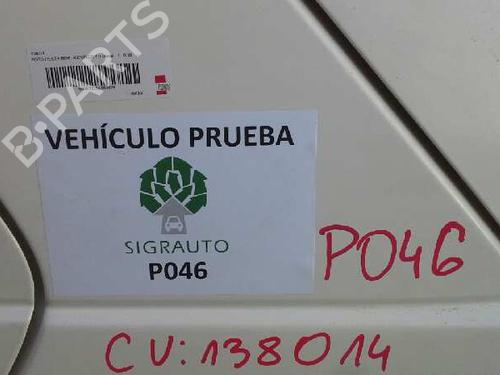 B-PARTS
VEHÍCULO PRUEBA
SIGRAUTO
P046
P046
CV:138014